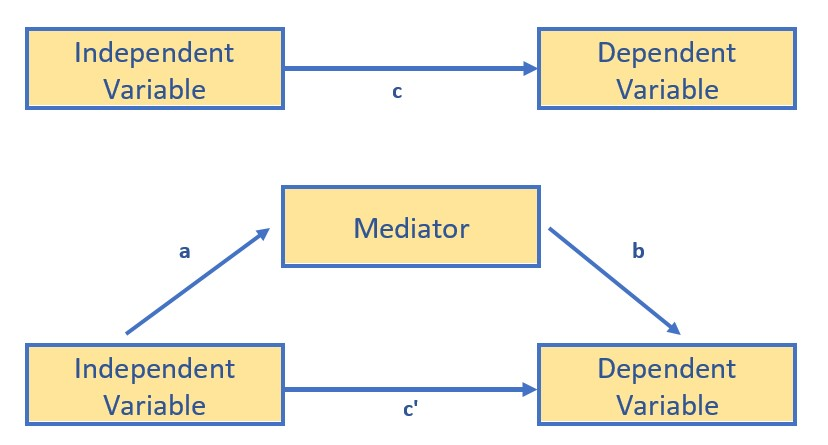 Independent
Variable
Dependent
Variable
c
Mediator
a
b
Independent
Variable
Dependent
Variable
c'